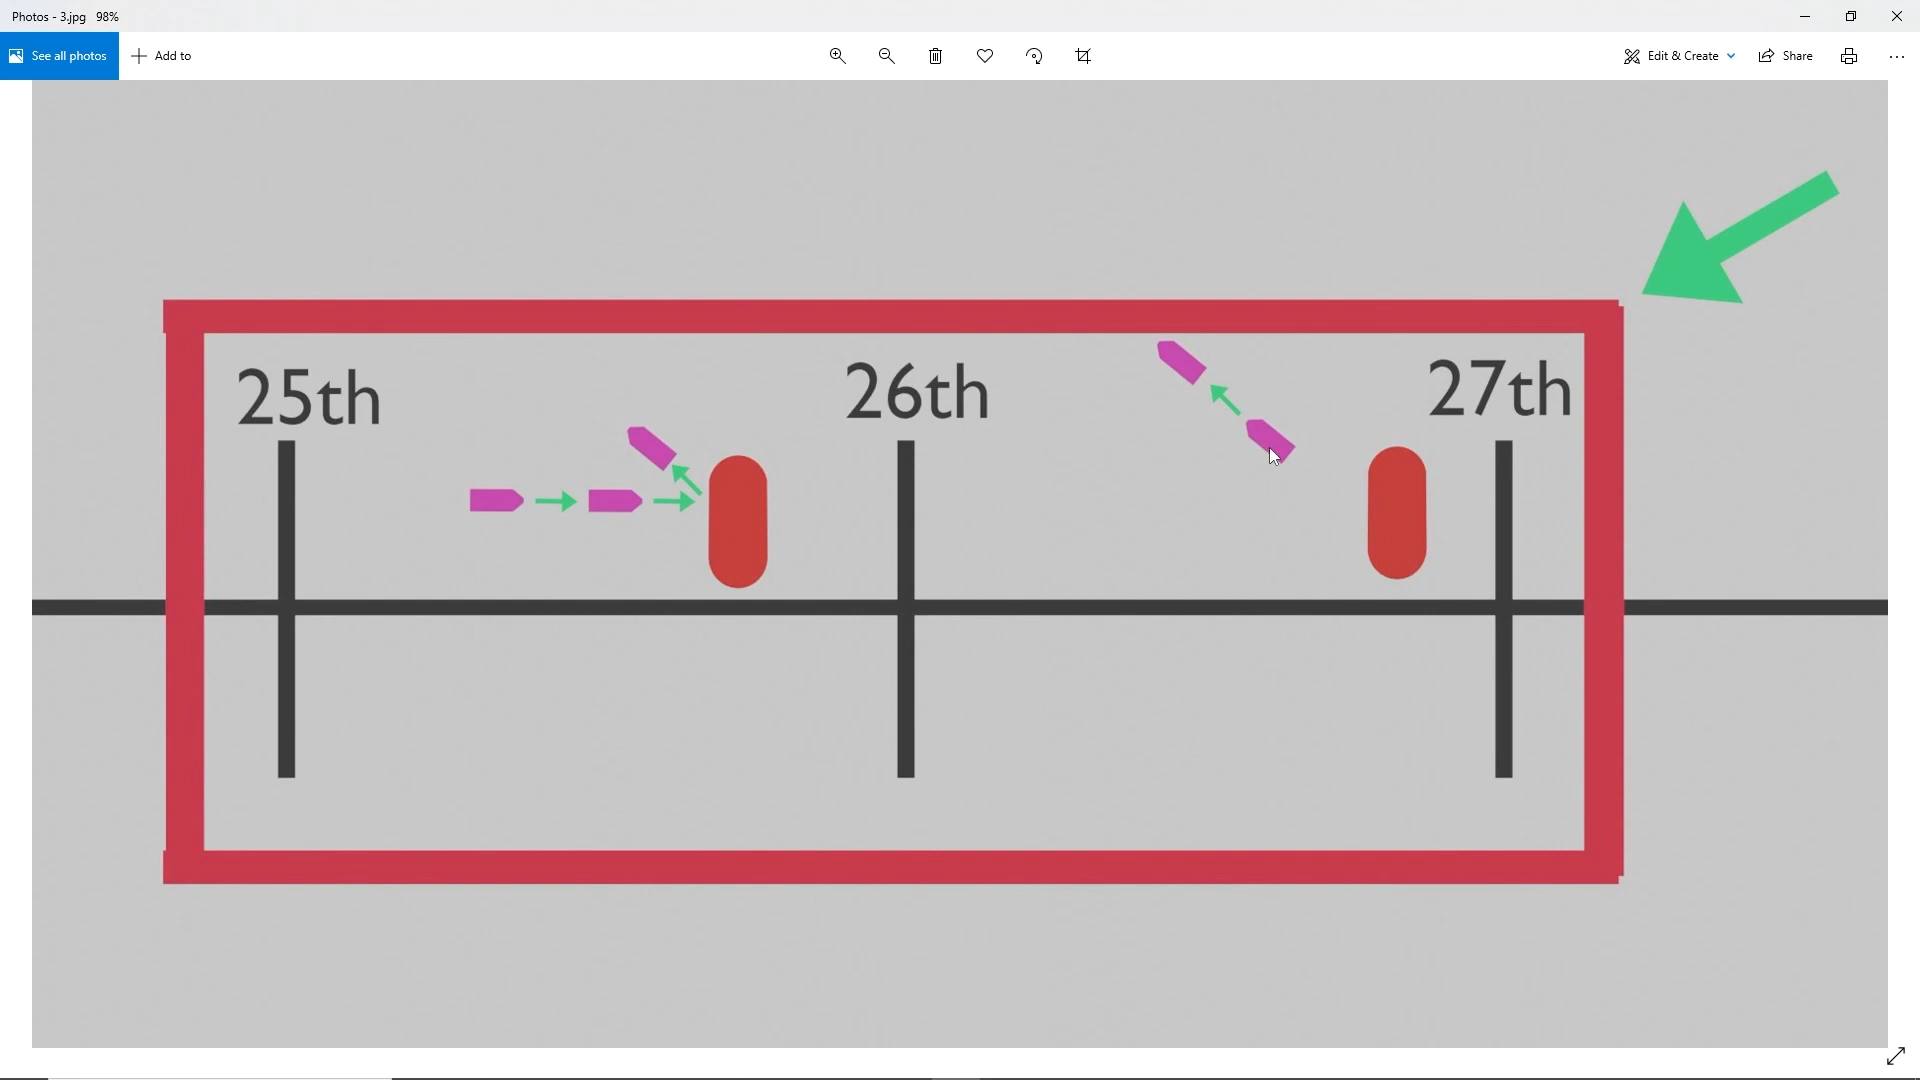 Photos - 3.jpg 98%
See all photos
Add to
Edit & Create
Share
25th
26th
27th